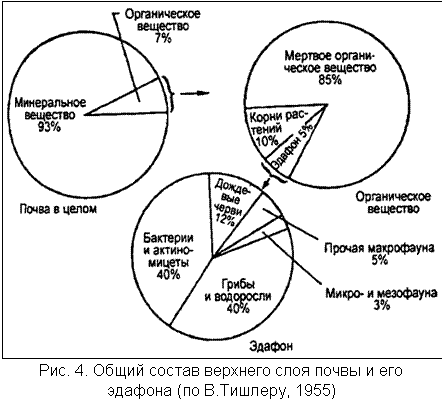 Органическое
вещество
7%
Минеральное
вещество
93%
Почва в целом
Мертвое органи-
ческое вещество
85%
Корни рас-
тений
10%
Эдафон 5%
Органическое
вещество
Дожде-
вые
черви
12%
Бактерии
и актино-
мицеты
40%
Грибы
и водоросли
40%
Прочая макрофауна
5%
Микро- и мезофауна
3%
Эдафон
Рис. 4. Общий состав верхнего слоя почвы и его
эдафона (по В.Тишлеру, 1955)